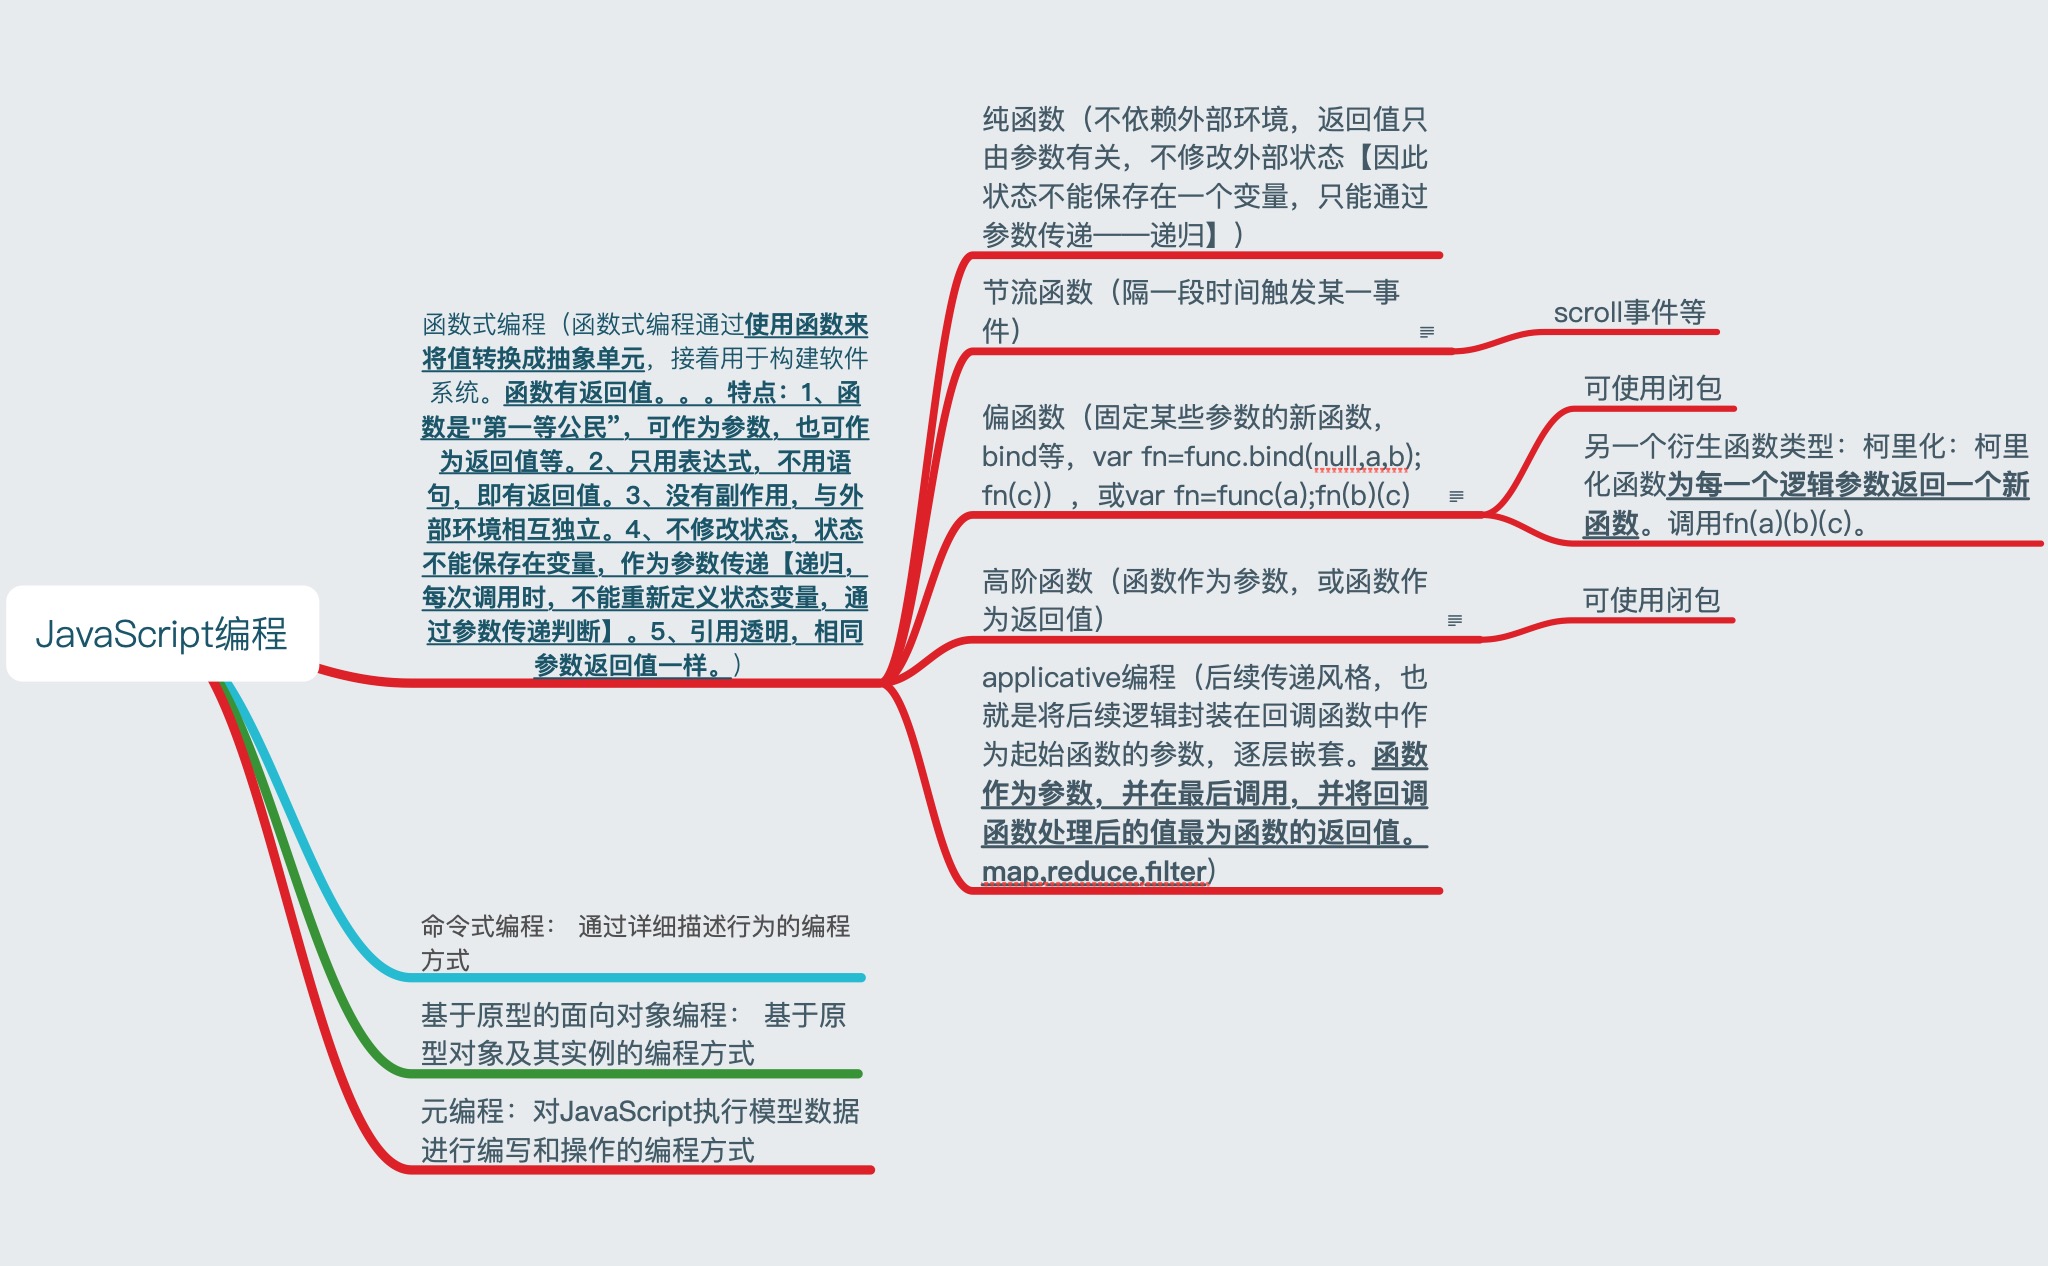 JavaScript编程
函数式编程（函数式编程通过使用函数来
将值转换成抽象单元，接着用于构建软件
系统。函数有返回值。。。特点：1、函
数是"第一等公民”，可作为参数，也可作
为返回值等。2、只用表达式，不用语
句，即有返回值。3、没有副作用，与外
部环境相互独立。4、不修改状态，状态
不能保存在变量，作为参数传递【递归，
每次调用时，不能重新定义状态变量，通
过参数传递判断】。5、引用透明，相同
参数返回值一样。）
纯函数（不依赖外部环境，返回值只
由参数有关，不修改外部状态【因此
状态不能保存在一个变量，只能通过
参数传递——递归】）
节流函数（隔一段时间触发某一事
件）
scroll事件等
偏函数（固定某些参数的新函数，
bind等，var fn=func.bind(null,a,b);
fn(c)），或var fn=func(a);fn(b)(c)
可使用闭包
另一个衍生函数类型：柯里化：柯里
化函数为每一个逻辑参数返回一个新
函数。调用fn(a)(b)(c)。
高阶函数（函数作为参数，或函数作
为返回值）
可使用闭包
applicative编程（后续传递风格，也
就是将后续逻辑封装在回调函数中作
为起始函数的参数，逐层嵌套。函数
作为参数，并在最后调用，并将回调
函数处理后的值最为函数的返回值。
map,reduce,filter）
命令式编程： 通过详细描述行为的编程
方式
基于原型的面向对象编程： 基于原
型对象及其实例的编程方式
元编程：对JavaScript执行模型数据
进行编写和操作的编程方式